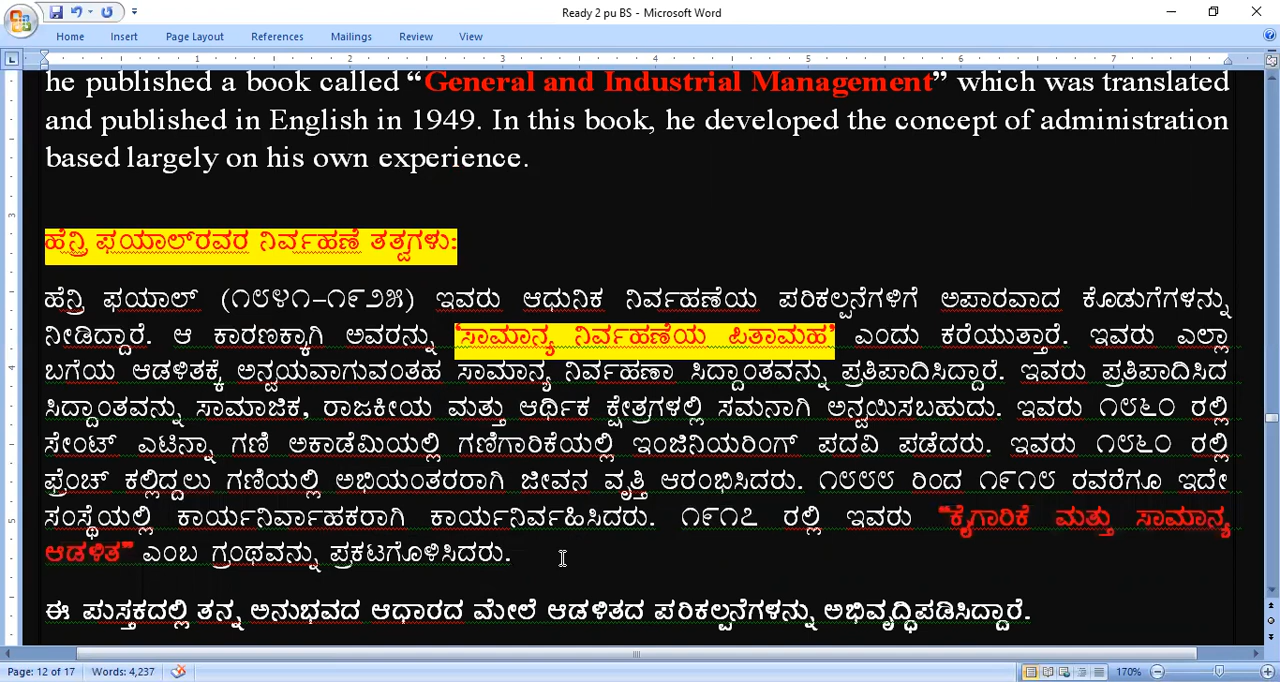 Ready 2 pu BS - Microsoft Word
Home Insert Page Layout References Mailings Review View
1 2 3 4 5 6 7
he published a book called “General and Industrial Management” which was translated
and published in English in 1949. In this book, he developed the concept of administration
based largely on his own experience.
ಹೆನ್ರಿ ಫಯಾಲ್‌ರವರ ನಿರ್ವಹಣೆ ತತ್ವಗಳು:
ಹೆನ್ರಿ ಫಯಾಲ್ (೧೮೪೧-೧೯೨೫) ಇವರು ಆಧುನಿಕ ನಿರ್ವಹಣೆಯ ಪರಿಕಲ್ಪನೆಗಳಿಗೆ ಅಪಾರವಾದ ಕೊಡುಗೆಗಳನ್ನು
ನೀಡಿದ್ದಾರೆ. ಆ ಕಾರಣಕ್ಕಾಗಿ ಅವರನ್ನು ‘ಸಾಮಾನ್ಯ ನಿರ್ವಹಣೆಯ ಪಿತಾಮಹ’ ಎಂದು ಕರೆಯುತ್ತಾರೆ. ಇವರು ಎಲ್ಲಾ
ಬಗೆಯ ಆಡಳಿತಕ್ಕೆ ಅನ್ವಯವಾಗುವಂತಹ ಸಾಮಾನ್ಯ ನಿರ್ವಹಣಾ ಸಿದ್ದಾಂತವನ್ನು ಪ್ರತಿಪಾದಿಸಿದ್ದಾರೆ. ಇವರು ಪ್ರತಿಪಾದಿಸಿದ
ಸಿದ್ದಾಂತವನ್ನು ಸಾಮಾಜಿಕ, ರಾಜಕೀಯ ಮತ್ತು ಆರ್ಥಿಕ ಕ್ಷೇತ್ರಗಳಲ್ಲಿ ಸಮನಾಗಿ ಅನ್ವಯಿಸಬಹುದು. ಇವರು ೧೮೬೦ ರಲ್ಲಿ
ಸೇಂಟ್ ಎಟಿನ್ನಾ ಗಣಿ ಅಕಾಡೆಮಿಯಲ್ಲಿ ಗಣಿಗಾರಿಕೆಯಲ್ಲಿ ಇಂಜಿನಿಯರಿಂಗ್ ಪದವಿ ಪಡೆದರು. ಇವರು ೧೮೬೦ ರಲ್ಲಿ
ಫ್ರೆಂಚ್ ಕಲ್ಲಿದ್ದಲು ಗಣಿಯಲ್ಲಿ ಅಭಿಯಂತರರಾಗಿ ಜೀವನ ವೃತ್ತಿ ಆರಂಭಿಸಿದರು. ೧೮೮೮ ರಿಂದ ೧೯೧೮ ರವರೆಗೂ ಇದೇ
ಸಂಸ್ಥೆಯಲ್ಲಿ ಕಾರ್ಯನಿರ್ವಾಹಕರಾಗಿ ಕಾರ್ಯನಿರ್ವಹಿಸಿದರು. ೧೯೧೭ ರಲ್ಲಿ ಇವರು “ಕೈಗಾರಿಕೆ ಮತ್ತು ಸಾಮಾನ್ಯ
ಆಡಳಿತ” ಎಂಬ ಗ್ರಂಥವನ್ನು ಪ್ರಕಟಗೊಳಿಸಿದರು.
ಈ ಪುಸ್ತಕದಲ್ಲಿ ತನ್ನ ಅನುಭವದ ಆಧಾರದ ಮೇಲೆ ಆಡಳಿತದ ಪರಿಕಲ್ಪನೆಗಳನ್ನು ಅಭಿವೃದ್ಧಿಪಡಿಸಿದ್ದಾರೆ.
Page: 12 of 17 Words: 4,237 170%